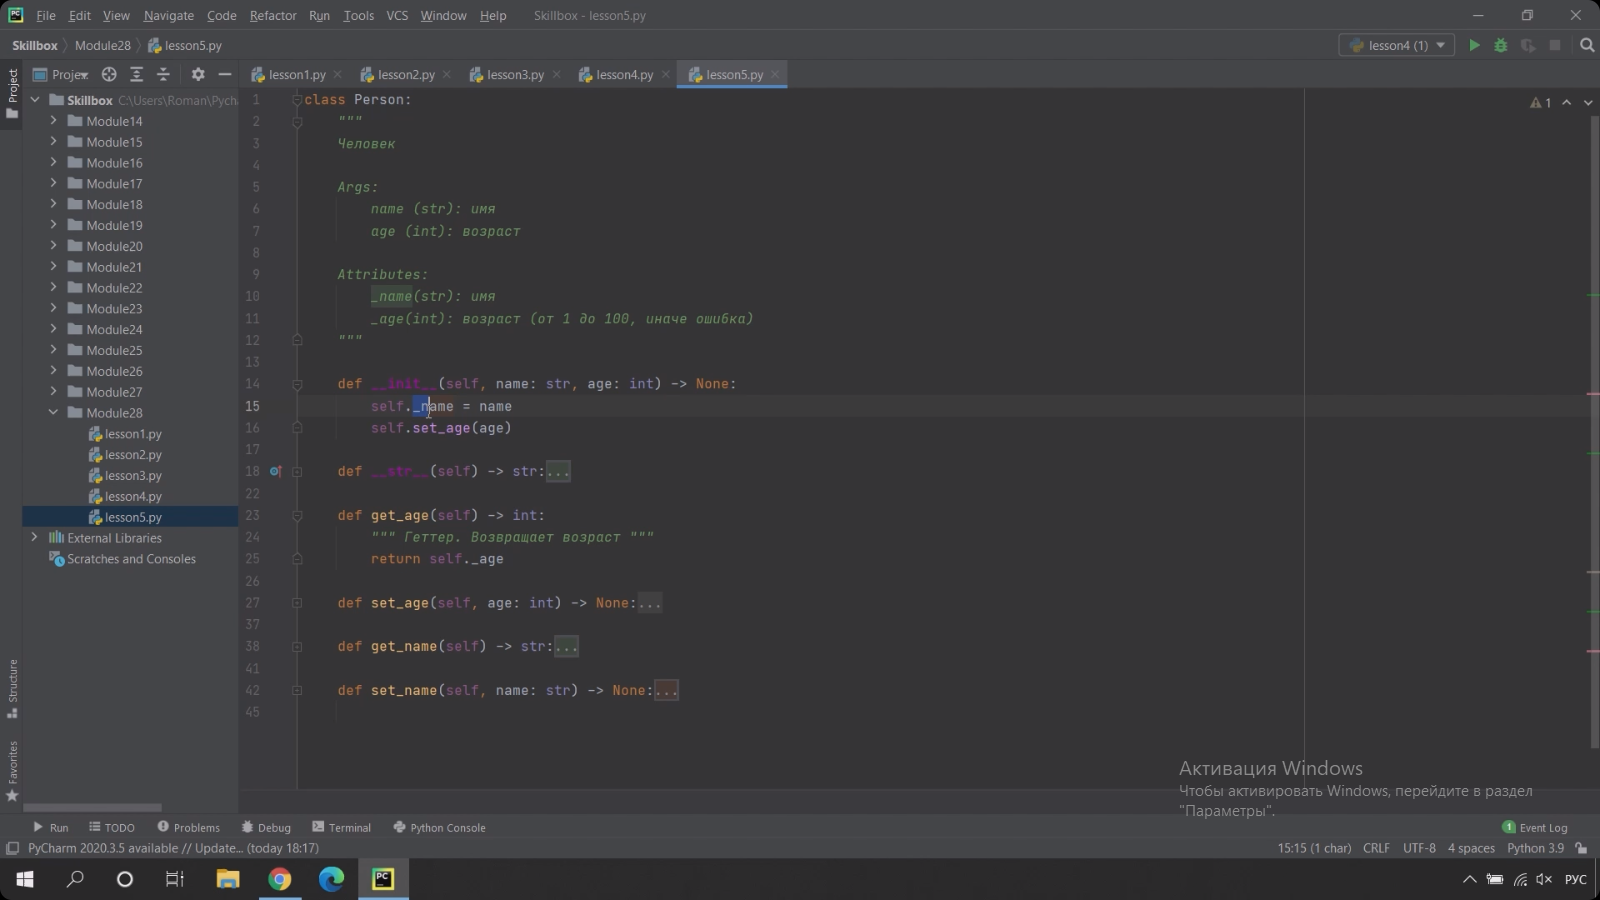 File Edit View Navigate Code Refactor Run Tools VCS Window Help Skillbox - lesson5.py
Skillbox Module28 lesson5.py lesson4 (1)
Project Proje lesson1.py lesson2.py lesson3.py lesson4.py lesson5.py
Skillbox C:\Users\Roman\Pych
Module14
Module15
Module16
Module17
Module18
Module19
Module20
Module21
Module22
Module23
Module24
Module25
Module26
Module27
Module28
lesson1.py
lesson2.py
lesson3.py
lesson4.py
lesson5.py
External Libraries
Scratches and Consoles
Structure
Favorites
1 class Person: 1
2 """
3 Человек
4
5 Args:
6 name (str): имя
7 age (int): возраст
8
9 Attributes:
10 _name(str): имя
11 _age(int): возраст (от 1 до 100, иначе ошибка)
12 """
13
14 def __init__(self, name: str, age: int) -> None:
15 self._name = name
16 self.set_age(age)
17
18 def __str__(self) -> str:...
22
23 def get_age(self) -> int:
24 """ Геттер. Возвращает возраст """
25 return self._age
26
27 def set_age(self, age: int) -> None:...
37
38 def get_name(self) -> str:...
41
42 def set_name(self, name: str) -> None:...
45
Активация Windows
Чтобы активировать Windows, перейдите в раздел
"Параметры".
Run TODO Problems Debug Terminal Python Console 1 Event Log
PyCharm 2020.3.5 available // Update... (today 18:17) 15:15 (1 char) CRLF UTF-8 4 spaces Python 3.9
РУС